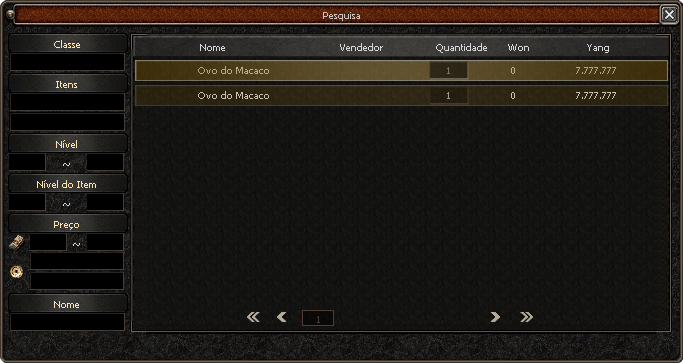 Pesquisa
Classe
Itens
Nível
~
Nível do Item
~
Preço
~
Nome
Nome Vendedor Quantidade Won Yang
Ovo do Macaco 1 0 7.777.777
Ovo do Macaco 1 0 7.777.777
1